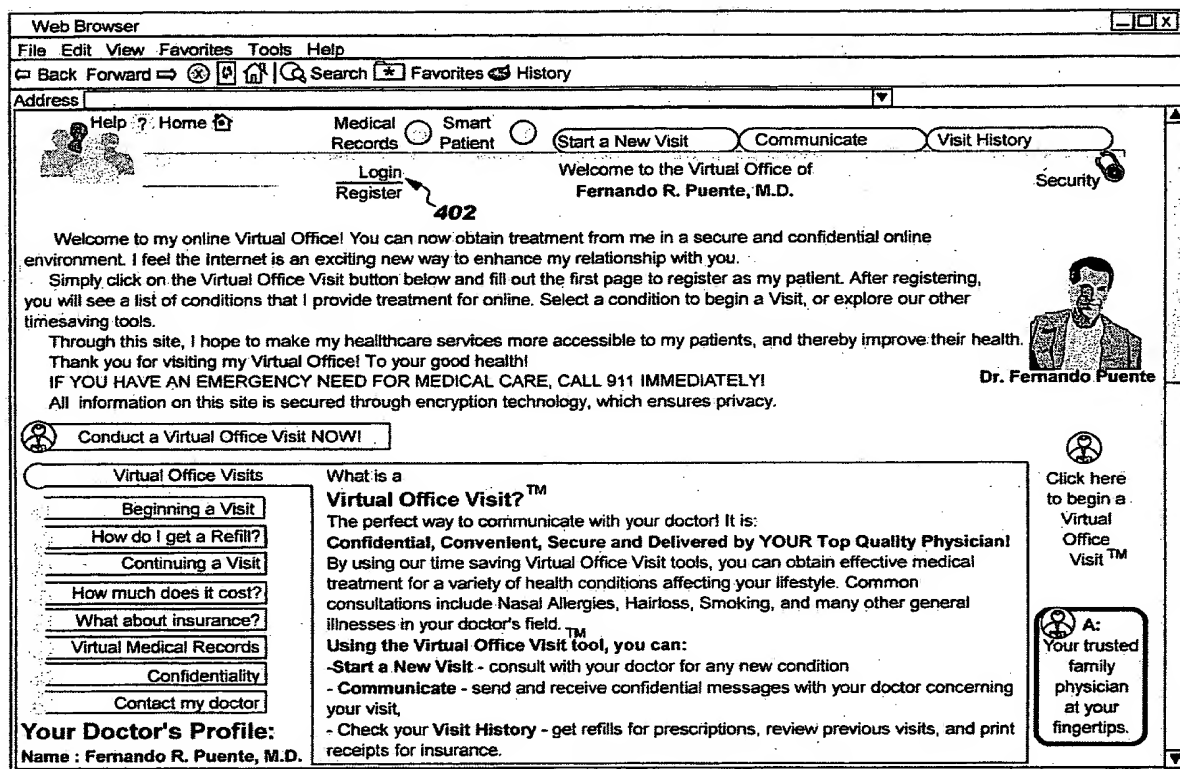 Web Browser
File Edit View Favorites Tools Help
Back Forward Search Favorites History
Address
Help ? Home
Medical Records
Smart Patient
Start a New Visit
Communicate
Visit History
Login
Register
402
Welcome to the Virtual Office of
Fernando R. Puente, M.D.
Security
Welcome to my online Virtual Office! You can now obtain treatment from me in a secure and confidential online
environment. I feel the Internet is an exciting new way to enhance my relationship with you.
Simply click on the Virtual Office Visit button below and fill out the first page to register as my patient. After registering,
you will see a list of conditions that I provide treatment for online. Select a condition to begin a Visit, or explore our other
timesaving tools.
Through this site, I hope to make my healthcare services more accessible to my patients, and thereby improve their health.
Thank you for visiting my Virtual Office! To your good health!
IF YOU HAVE AN EMERGENCY NEED FOR MEDICAL CARE, CALL 911 IMMEDIATELY!
All information on this site is secured through encryption technology, which ensures privacy.
Dr. Fernando Puente
Conduct a Virtual Office Visit NOW!
Virtual Office Visits
Beginning a Visit
How do I get a Refill?
Continuing a Visit
How much does it cost?
What about insurance?
Virtual Medical Records
Confidentiality
Contact my doctor
Your Doctor's Profile:
Name : Fernando R. Puente, M.D.
What is a
Virtual Office Visit?™
The perfect way to communicate with your doctor! It is:
Confidential, Convenient, Secure and Delivered by YOUR Top Quality Physician!
By using our time saving Virtual Office Visit tools, you can obtain effective medical
treatment for a variety of health conditions affecting your lifestyle. Common
consultations include Nasal Allergies, Hairloss, Smoking, and many other general
illnesses in your doctor's field.
Using the Virtual Office Visit™ tool, you can:
-Start a New Visit - consult with your doctor for any new condition
- Communicate - send and receive confidential messages with your doctor concerning
your visit,
- Check your Visit History - get refills for prescriptions, review previous visits, and print
receipts for insurance.
Click here
to begin a
Virtual
Office
Visit ™
A:
Your trusted
family
physician
at your
fingertips.